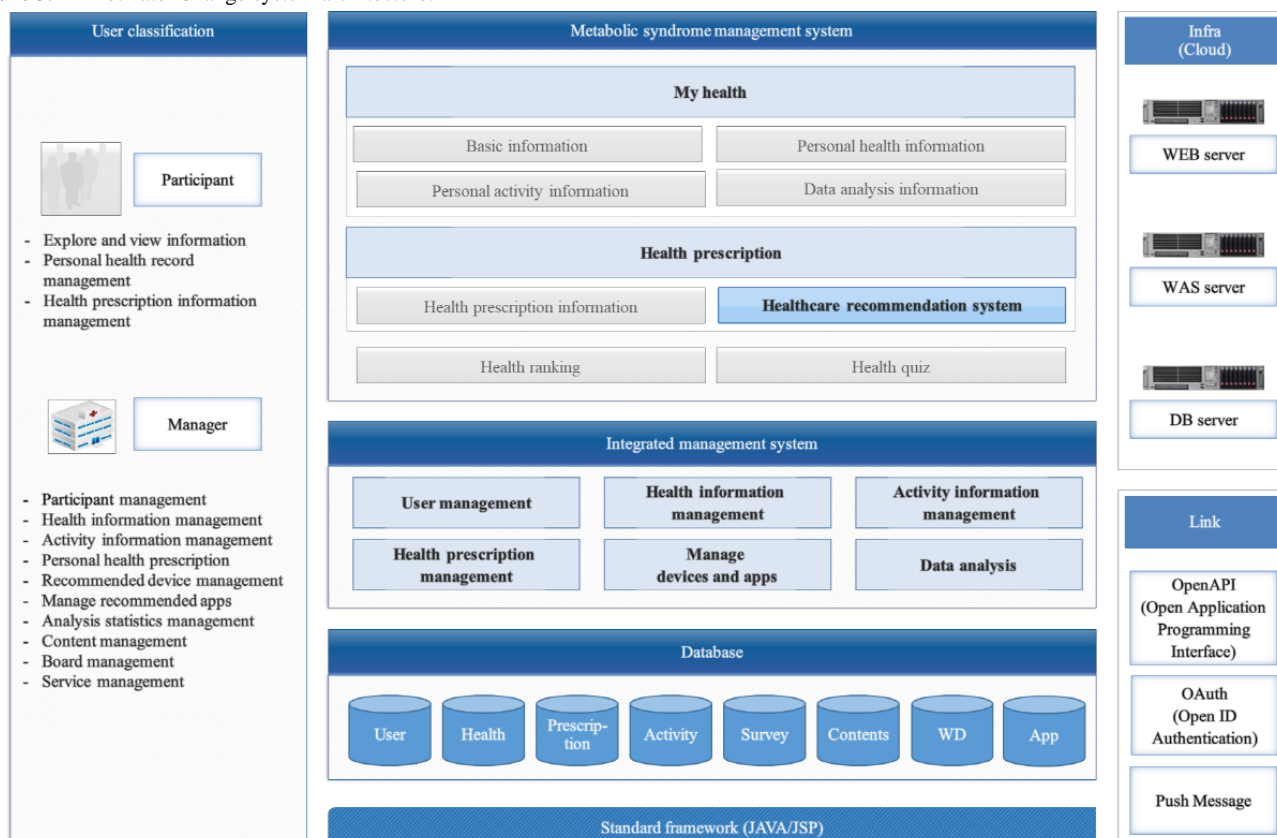 User classification
Participant
- Explore and view information
- Personal health record
management
- Health prescription information
management
Manager
- Participant management
- Health information management
- Activity information management
- Personal health prescription
- Recommended device management
- Manage recommended apps
- Analysis statistics management
- Content management
- Board management
- Service management
Metabolic syndrome management system
My health
Basic information
Personal health information
Personal activity information
Data analysis information
Health prescription
Health prescription information
Healthcare recommendation system
Health ranking
Health quiz
Integrated management system
User management
Health information
management
Activity information
management
Health prescription
management
Manage
devices and apps
Data analysis
Database
User
Health
Prescrip-
tion
Activity
Survey
Contents
WD
App
Standard framework (JAVA/JSP)
Infra
(Cloud)
WEB server
WAS server
DB server
Link
OpenAPI
(Open Application
Programming
Interface)
OAuth
(Open ID
Authentication)
Push Message